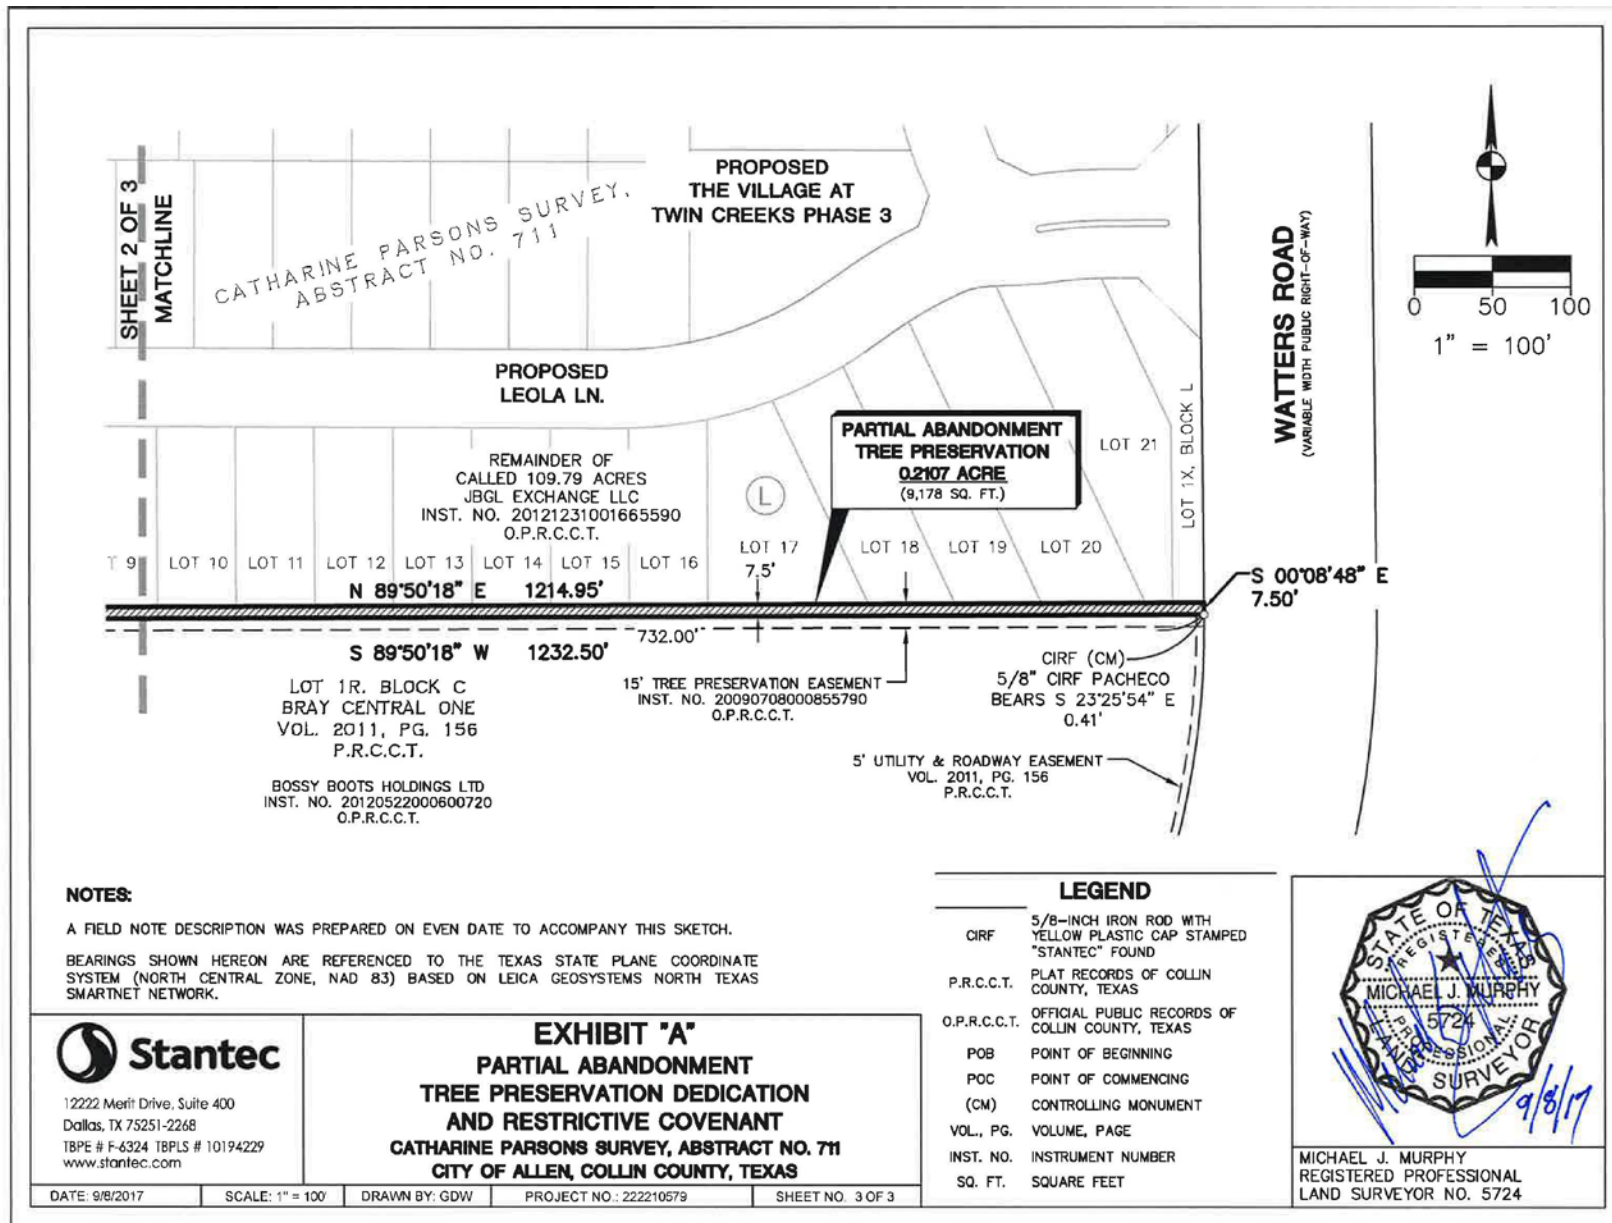 SHEET 2 OF 3
MATCHLINE
CATHARINE PARSONS SURVEY,
ABSTRACT NO. 711
PROPOSED
THE VILLAGE AT
TWIN CREEKS PHASE 3
WATTERS ROAD
(VARIABLE WIDTH PUBLIC RIGHT-OF-WAY)
0 50 100
1" = 100'
PROPOSED
LEOLA LN.
PARTIAL ABANDONMENT
TREE PRESERVATION
0.2107 ACRE
(9,178 SQ. FT.)
LOT 21
LOT 1X, BLOCK L
REMAINDER OF
CALLED 109.79 ACRES
JBGL EXCHANGE LLC
INST. NO. 20121231001665590
O.P.R.C.C.T.
L
T 9 LOT 10 LOT 11 LOT 12 LOT 13 LOT 14 LOT 15 LOT 16 LOT 17 LOT 18 LOT 19 LOT 20
7.5'
N 89°50'18" E 1214.95'
S 00°08'48" E
7.50'
732.00'
S 89°50'18" W 1232.50'
LOT 1R. BLOCK C
BRAY CENTRAL ONE
VOL. 2011, PG. 156
P.R.C.C.T.
BOSSY BOOTS HOLDINGS LTD
INST. NO. 20120522000600720
O.P.R.C.C.T.
15' TREE PRESERVATION EASEMENT
INST. NO. 20090708000855790
O.P.R.C.C.T.
CIRF (CM)
5/8" CIRF PACHECO
BEARS S 23°25'54" E
0.41'
5' UTILITY & ROADWAY EASEMENT
VOL. 2011, PG. 156
P.R.C.C.T.
NOTES:
A FIELD NOTE DESCRIPTION WAS PREPARED ON EVEN DATE TO ACCOMPANY THIS SKETCH.
BEARINGS SHOWN HEREON ARE REFERENCED TO THE TEXAS STATE PLANE COORDINATE
SYSTEM (NORTH CENTRAL ZONE, NAD 83) BASED ON LEICA GEOSYSTEMS NORTH TEXAS
SMARTNET NETWORK.
LEGEND
CIRF 5/8-INCH IRON ROD WITH
YELLOW PLASTIC CAP STAMPED
"STANTEC" FOUND
P.R.C.C.T. PLAT RECORDS OF COLLIN
COUNTY, TEXAS
O.P.R.C.C.T. OFFICIAL PUBLIC RECORDS OF
COLLIN COUNTY, TEXAS
POB POINT OF BEGINNING
POC POINT OF COMMENCING
(CM) CONTROLLING MONUMENT
VOL., PG. VOLUME, PAGE
INST. NO. INSTRUMENT NUMBER
SQ. FT. SQUARE FEET
STATE OF TEXAS
REGISTERED
MICHAEL J. MURPHY
5724
PROFESSIONAL
LAND SURVEYOR
9/8/17
MICHAEL J. MURPHY
REGISTERED PROFESSIONAL
LAND SURVEYOR NO. 5724
Stantec
12222 Merit Drive, Suite 400
Dallas, TX 75251-2268
TBPE # F-6324 TBPLS # 10194229
www.stantec.com
EXHIBIT "A"
PARTIAL ABANDONMENT
TREE PRESERVATION DEDICATION
AND RESTRICTIVE COVENANT
CATHARINE PARSONS SURVEY, ABSTRACT NO. 711
CITY OF ALLEN, COLLIN COUNTY, TEXAS
DATE: 9/8/2017 SCALE: 1" = 100' DRAWN BY: GDW PROJECT NO.: 222210579 SHEET NO. 3 OF 3